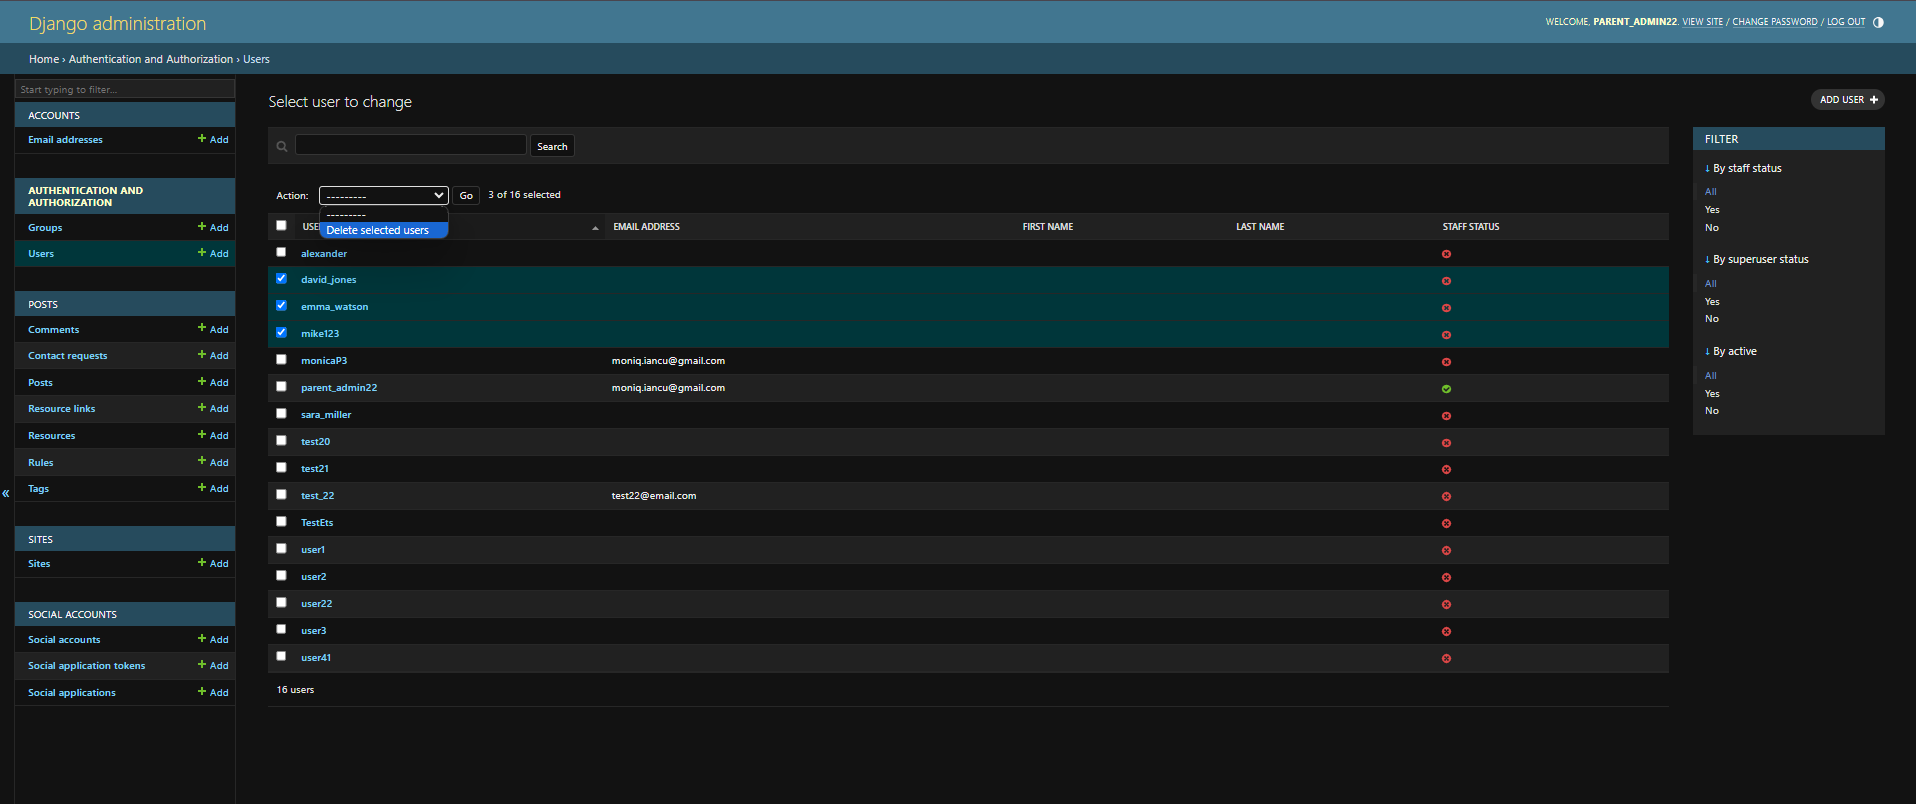 Django administration
WELCOME, PARENT_ADMIN22. VIEW SITE / CHANGE PASSWORD / LOG OUT
Home › Authentication and Authorization › Users
Start typing to filter...
ACCOUNTS
Email addresses + Add
AUTHENTICATION AND
AUTHORIZATION
Groups + Add
Users + Add
POSTS
Comments + Add
Contact requests + Add
Posts + Add
Resource links + Add
Resources + Add
Rules + Add
Tags + Add
SITES
Sites + Add
SOCIAL ACCOUNTS
Social accounts + Add
Social application tokens + Add
Social applications + Add
«
Select user to change
ADD USER +
Search
Action: --------- Go 3 of 16 selected
---------
Delete selected users
USE EMAIL ADDRESS FIRST NAME LAST NAME STAFF STATUS
alexander
david_jones
emma_watson
mike123
monicaP3 moniq.iancu@gmail.com
parent_admin22 moniq.iancu@gmail.com
sara_miller
test20
test21
test_22 test22@email.com
TestEts
user1
user2
user22
user3
user41
16 users
FILTER
↓ By staff status
All
Yes
No
↓ By superuser status
All
Yes
No
↓ By active
All
Yes
No